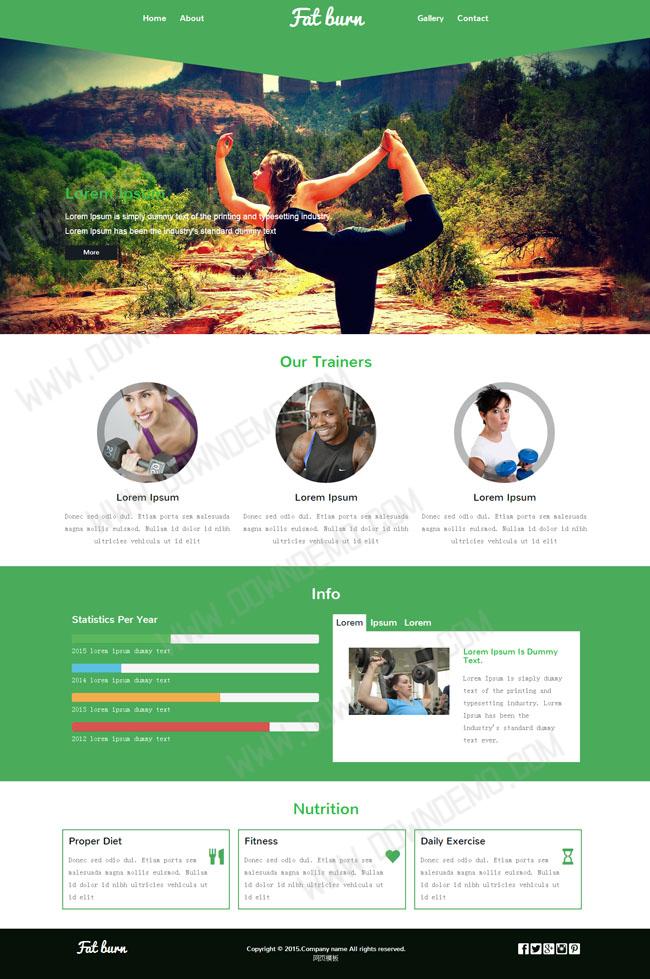 Home About Fat burn Gallery Contact
Lorem Ipsum
Lorem Ipsum is simply dummy text of the printing and typesetting industry.
Lorem Ipsum has been the industry's standard dummy text
More
Our Trainers
Lorem Ipsum
Donec sed odio dui. Etiam porta sem malesuada
magna mollis euismod. Nullam id dolor id nibh
ultricies vehicula ut id elit
Lorem Ipsum
Donec sed odio dui. Etiam porta sem malesuada
magna mollis euismod. Nullam id dolor id nibh
ultricies vehicula ut id elit
Lorem Ipsum
Donec sed odio dui. Etiam porta sem malesuada
magna mollis euismod. Nullam id dolor id nibh
ultricies vehicula ut id elit
Info
Statistics Per Year
2015 lorem ipsum dummy text
2014 lorem ipsum dummy text
2013 lorem ipsum dummy text
2012 lorem ipsum dummy text
Lorem Ipsum Lorem
Lorem Ipsum Is Dummy
Text.
Lorem Ipsum is simply dummy
text of the printing and
typesetting industry. Lorem
Ipsum has been the
industry's standard dummy
text ever.
Nutrition
Proper Diet
Donec sed odio dui. Etiam porta sem
malesuada magna mollis euismod. Nullam
id dolor id nibh ultricies vehicula ut
id elit
Fitness
Donec sed odio dui. Etiam porta sem
malesuada magna mollis euismod. Nullam
id dolor id nibh ultricies vehicula ut
id elit
Daily Exercise
Donec sed odio dui. Etiam porta sem
malesuada magna mollis euismod. Nullam
id dolor id nibh ultricies vehicula ut
id elit
Fat burn
Copyright © 2015.Company name All rights reserved.
网页模板
WWW.DOWNDEMO.COM